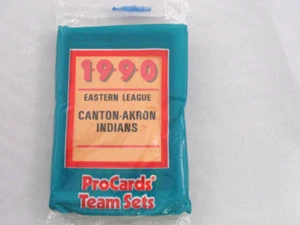 1990
EASTERN LEAGUE
CANTON-AKRON
INDIANS
ProCards®
Team Sets